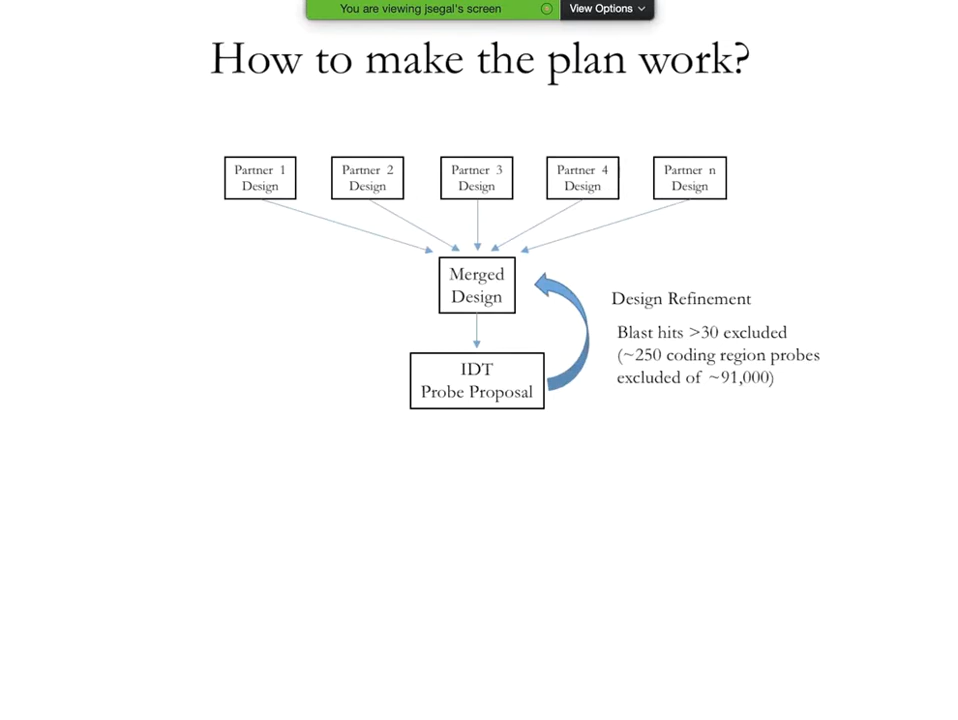 You are viewing jsegal's screen
View Options
How to make the plan work?
Partner 1
Design
Partner 2
Design
Partner 3
Design
Partner 4
Design
Partner n
Design
Merged
Design
Design Refinement
Blast hits >30 excluded
(~250 coding region probes
excluded of ~91,000)
IDT
Probe Proposal